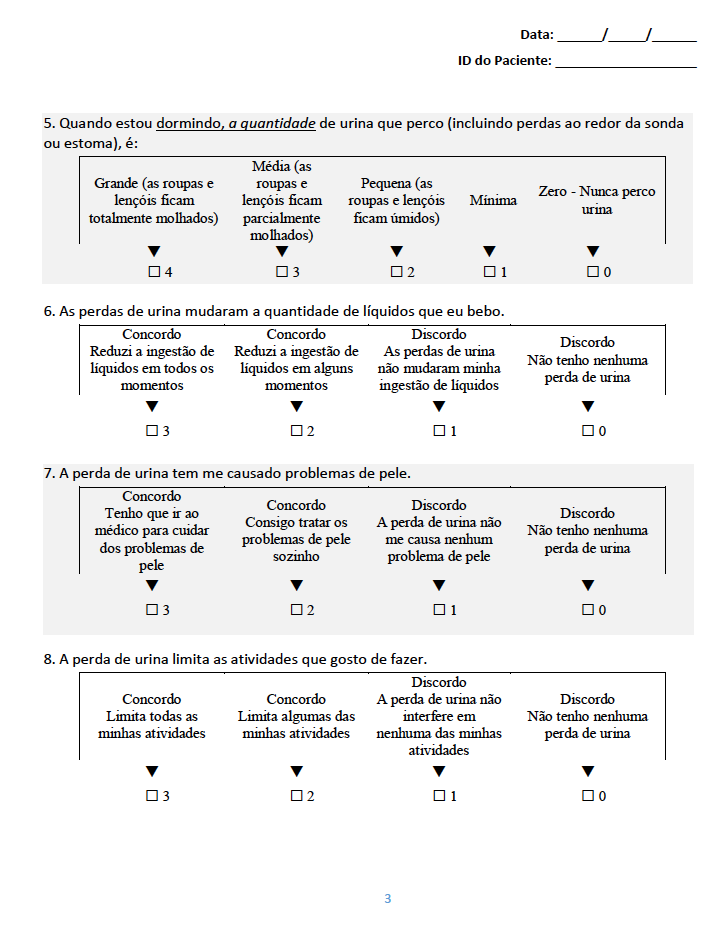 Data: ______/_____/______
ID do Paciente: ___________________
5. Quando estou dormindo, a quantidade de urina que perco (incluindo perdas ao redor da sonda
ou estoma), é:
Grande (as roupas e
lençóis ficam
totalmente molhados)
Média (as
roupas e
lençóis ficam
parcialmente
molhados)
Pequena (as
roupas e lençóis
ficam úmidos)
Mínima
Zero - Nunca perco
urina
▼ ▼ ▼ ▼ ▼
☐ 4 ☐ 3 ☐ 2 ☐ 1 ☐ 0
6. As perdas de urina mudaram a quantidade de líquidos que eu bebo.
Concordo
Reduzi a ingestão de
líquidos em todos os
momentos
Concordo
Reduzi a ingestão de
líquidos em alguns
momentos
Discordo
As perdas de urina
não mudaram minha
ingestão de líquidos
Discordo
Não tenho nenhuma
perda de urina
▼ ▼ ▼ ▼
☐ 3 ☐ 2 ☐ 1 ☐ 0
7. A perda de urina tem me causado problemas de pele.
Concordo
Tenho que ir ao
médico para cuidar
dos problemas de
pele
Concordo
Consigo tratar os
problemas de pele
sozinho
Discordo
A perda de urina não
me causa nenhum
problema de pele
Discordo
Não tenho nenhuma
perda de urina
▼ ▼ ▼ ▼
☐ 3 ☐ 2 ☐ 1 ☐ 0
8. A perda de urina limita as atividades que gosto de fazer.
Concordo
Limita todas as
minhas atividades
Concordo
Limita algumas das
minhas atividades
Discordo
A perda de urina não
interfere em
nenhuma das minhas
atividades
Discordo
Não tenho nenhuma
perda de urina
▼ ▼ ▼ ▼
☐ 3 ☐ 2 ☐ 1 ☐ 0
3